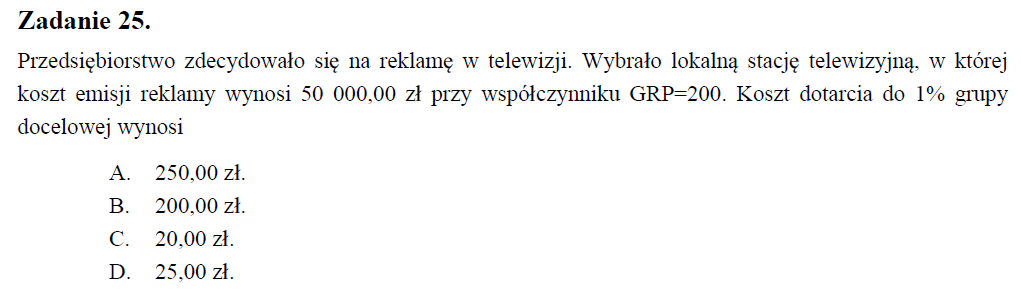 Zadanie 25.
Przedsiębiorstwo zdecydowało się na reklamę w telewizji. Wybrało lokalną stację telewizyjną, w której
koszt emisji reklamy wynosi 50 000,00 zł przy współczynniku GRP=200. Koszt dotarcia do 1% grupy
docelowej wynosi
A. 250,00 zł.
B. 200,00 zł.
C. 20,00 zł.
D. 25,00 zł.